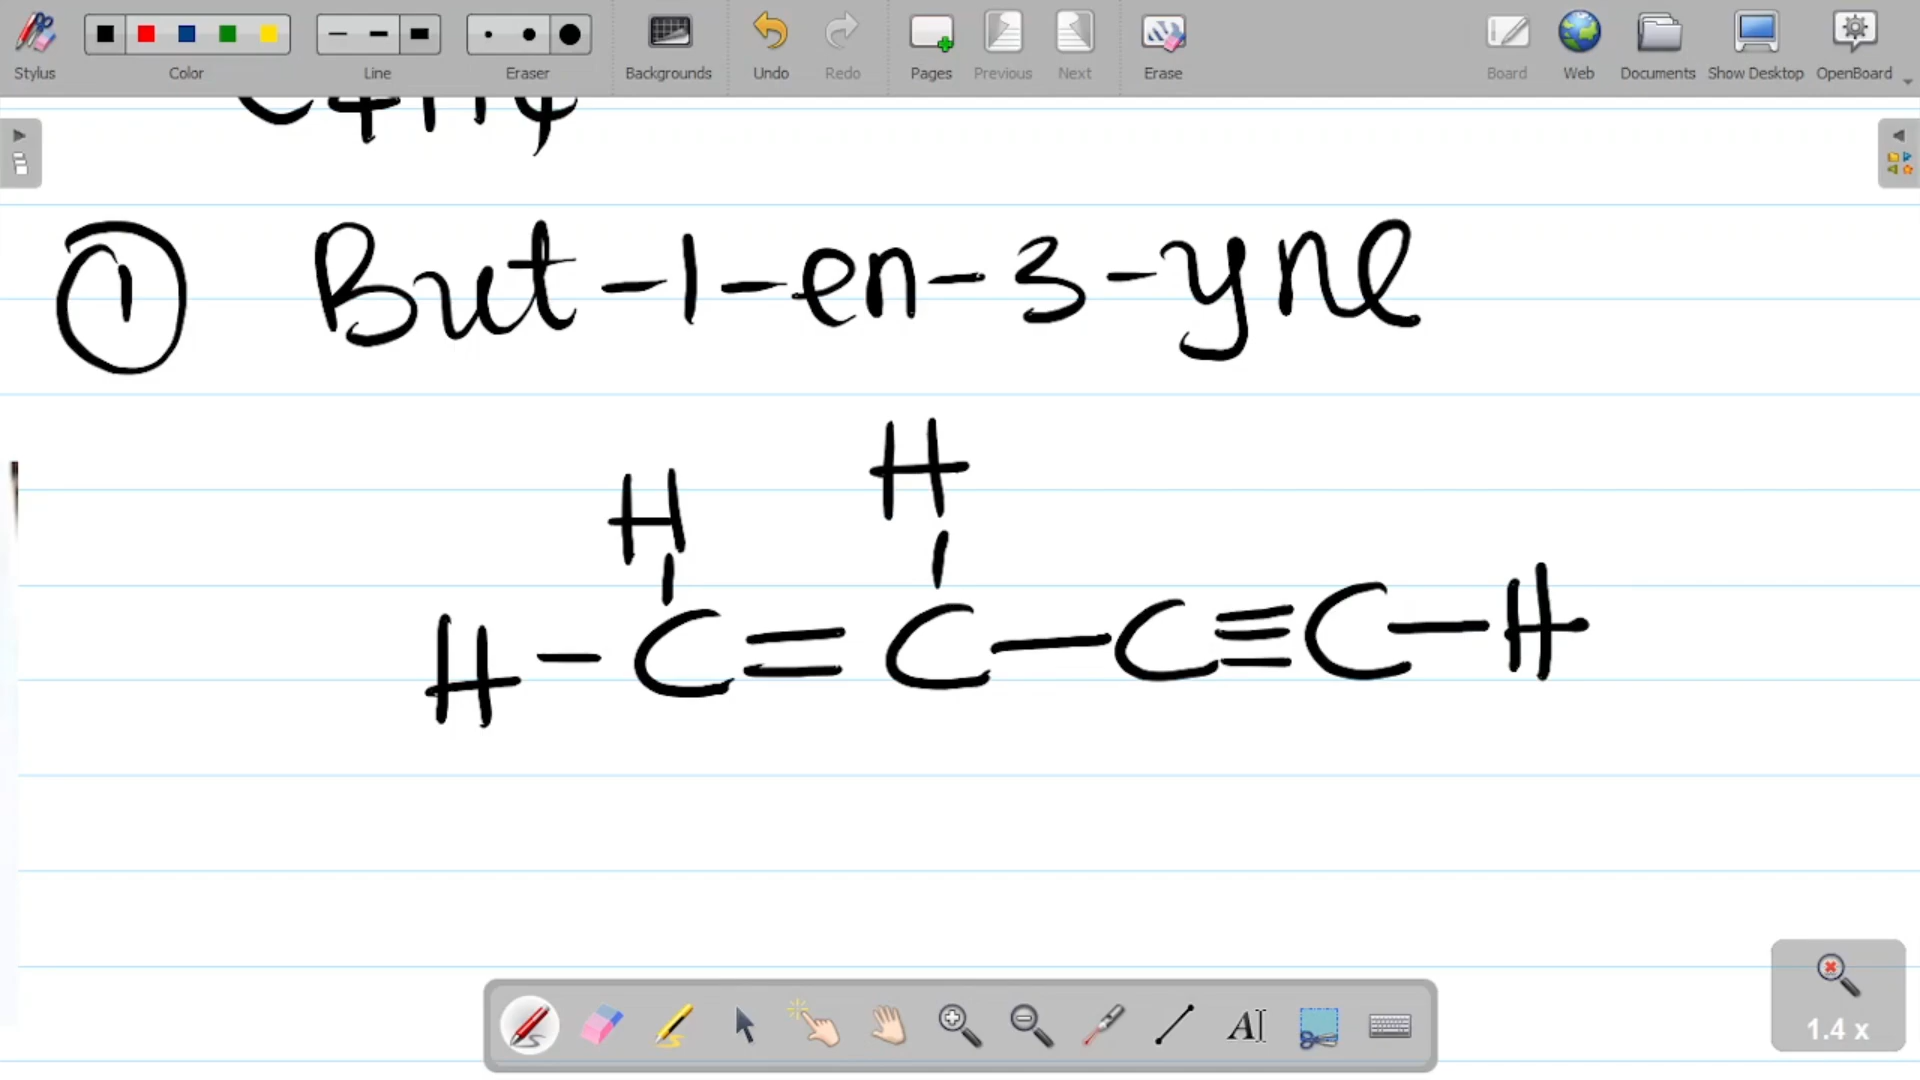 Stylus Color Line Eraser Backgrounds Undo Redo Pages Previous Next Erase Board Web Documents Show Desktop OpenBoard
C4H4
1 But-1-en-3-yne
H H
H-C=C-C≡C-H
1.4 x